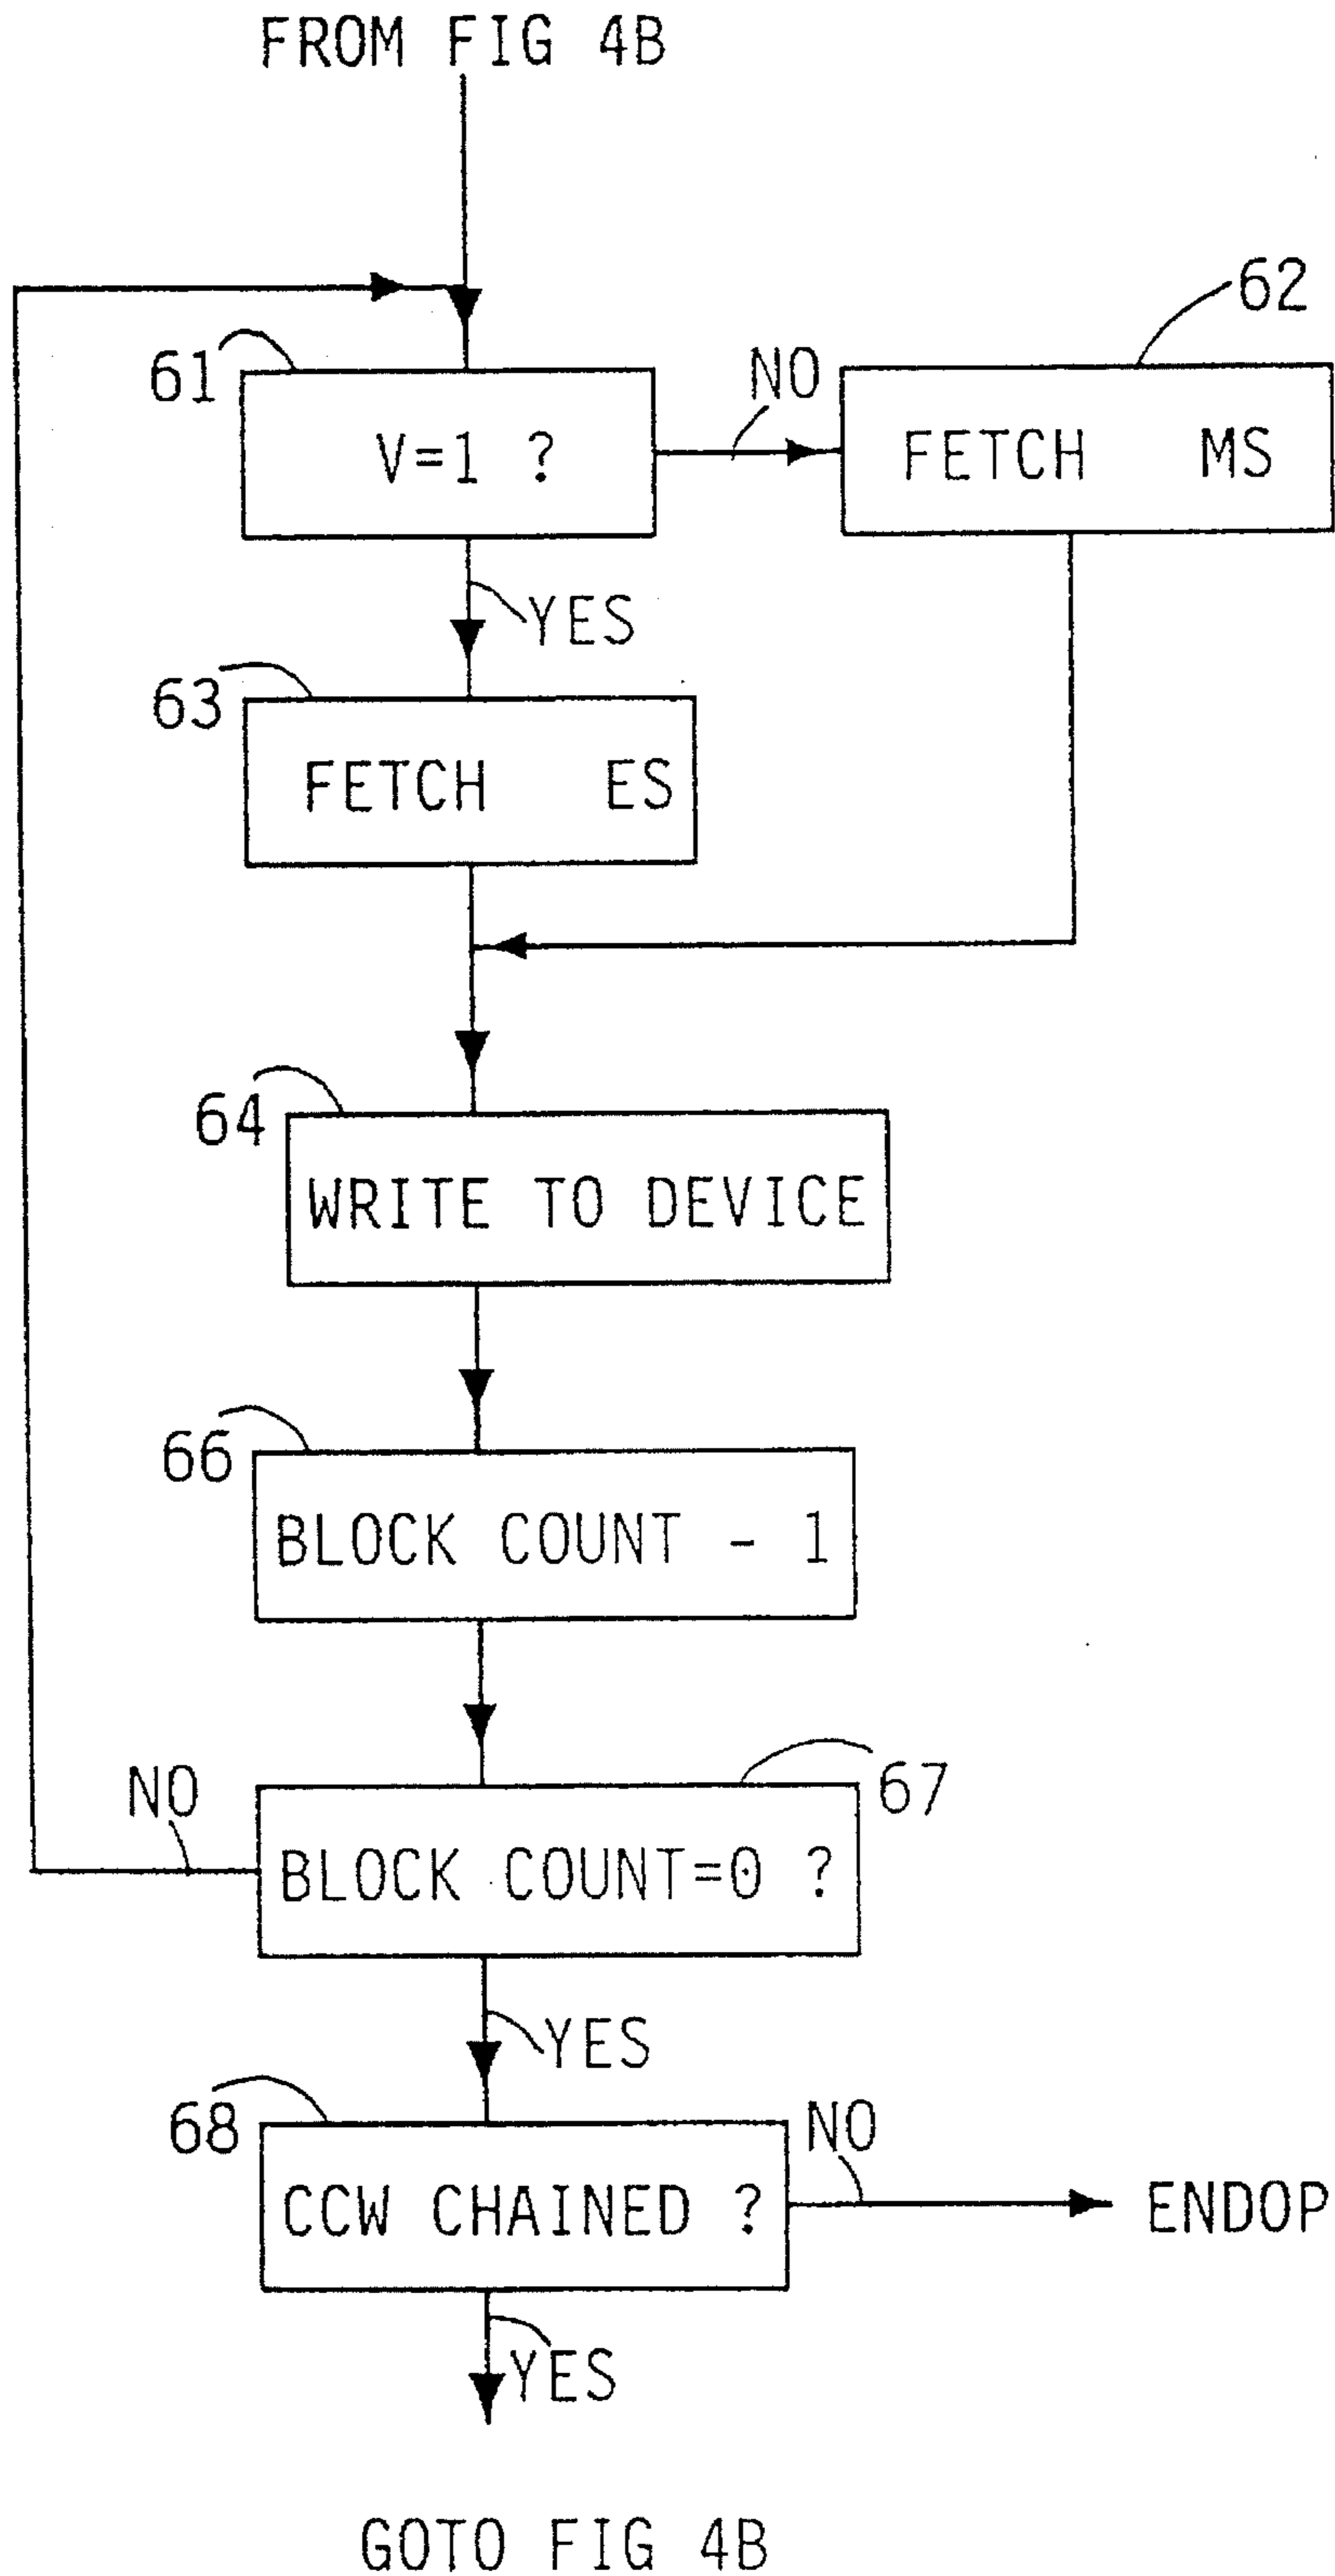 FROM FIG 4B
62
61
NO
V=1 ?
FETCH MS
YES
63
FETCH ES
64
WRITE TO DEVICE
66
BLOCK COUNT - 1
NO
67
BLOCK COUNT=0 ?
YES
68
NO
CCW CHAINED ?
ENDOP
YES
GOTO FIG 4B